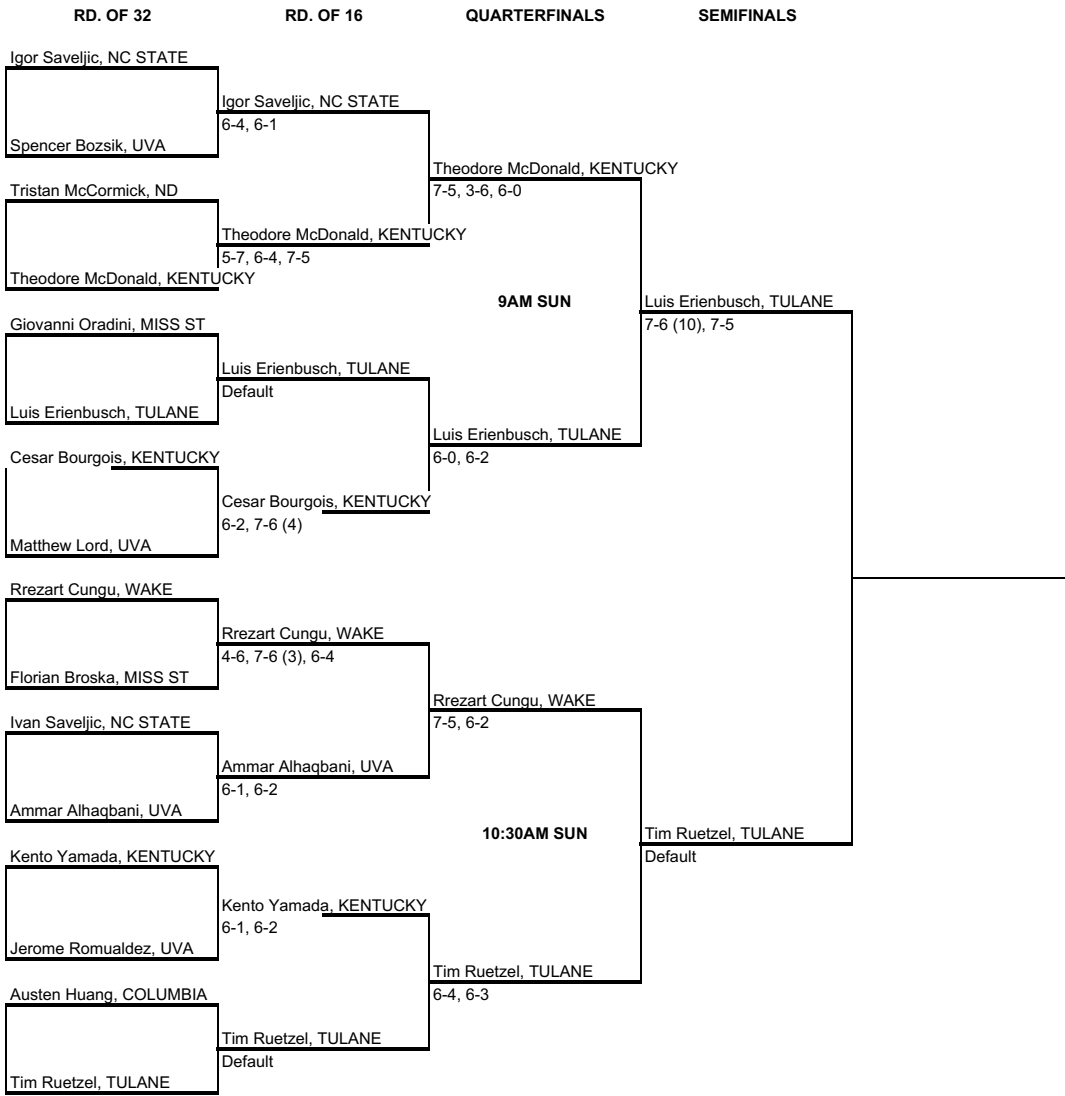 RD. OF 32 RD. OF 16 QUARTERFINALS SEMIFINALS
Igor Saveljic, NC STATE
Igor Saveljic, NC STATE
6-4, 6-1
Spencer Bozsik, UVA
Theodore McDonald, KENTUCKY
7-5, 3-6, 6-0
Tristan McCormick, ND
Theodore McDonald, KENTUCKY
5-7, 6-4, 7-5
Theodore McDonald, KENTUCKY
9AM SUN
Luis Erienbusch, TULANE
7-6 (10), 7-5
Giovanni Oradini, MISS ST
Luis Erienbusch, TULANE
Default
Luis Erienbusch, TULANE
Luis Erienbusch, TULANE
6-0, 6-2
Cesar Bourgois, KENTUCKY
Cesar Bourgois, KENTUCKY
6-2, 7-6 (4)
Matthew Lord, UVA
Rrezart Cungu, WAKE
Rrezart Cungu, WAKE
4-6, 7-6 (3), 6-4
Florian Broska, MISS ST
Rrezart Cungu, WAKE
7-5, 6-2
Ivan Saveljic, NC STATE
Ammar Alhaqbani, UVA
6-1, 6-2
Ammar Alhaqbani, UVA
10:30AM SUN
Tim Ruetzel, TULANE
Default
Kento Yamada, KENTUCKY
Kento Yamada, KENTUCKY
6-1, 6-2
Jerome Romualdez, UVA
Tim Ruetzel, TULANE
6-4, 6-3
Austen Huang, COLUMBIA
Tim Ruetzel, TULANE
Default
Tim Ruetzel, TULANE